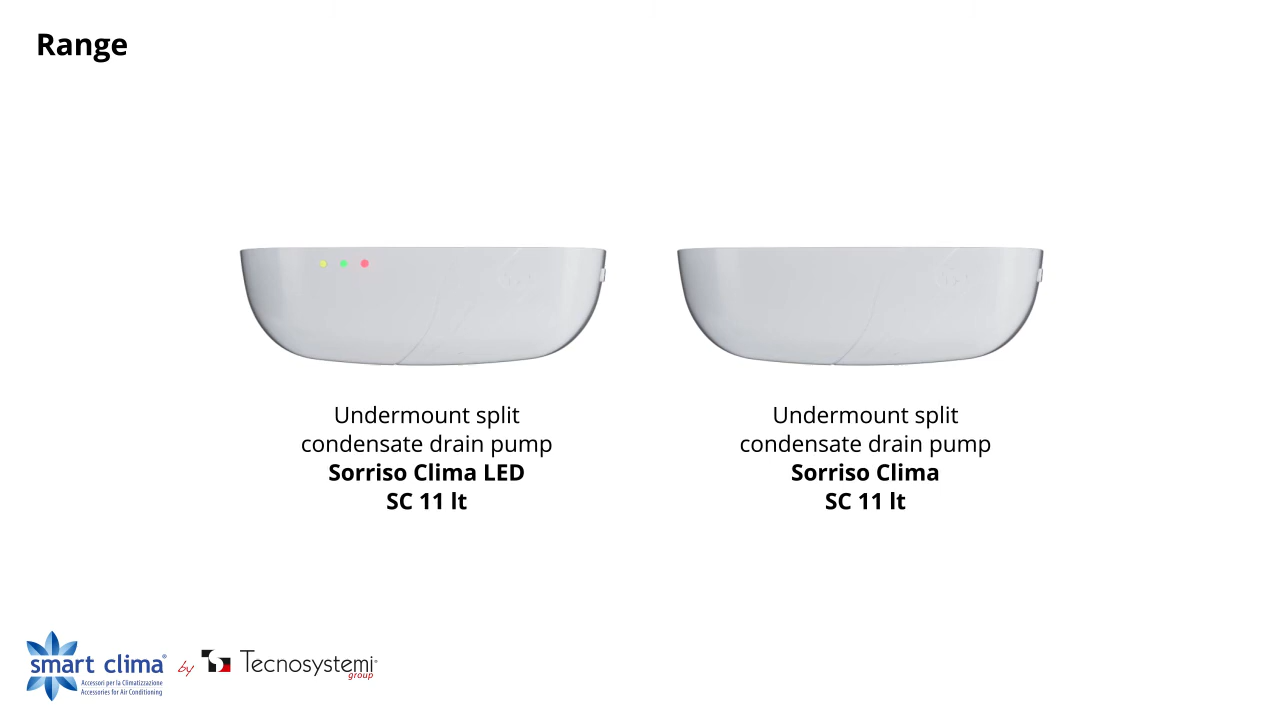 Range
Undermount split
condensate drain pump
Sorriso Clima LED
SC 11 lt
Undermount split
condensate drain pump
Sorriso Clima
SC 11 lt
smart clima®
Accessori per la Climatizzazione
Accessories for Air Conditioning
by
Tecnosystemi®
group